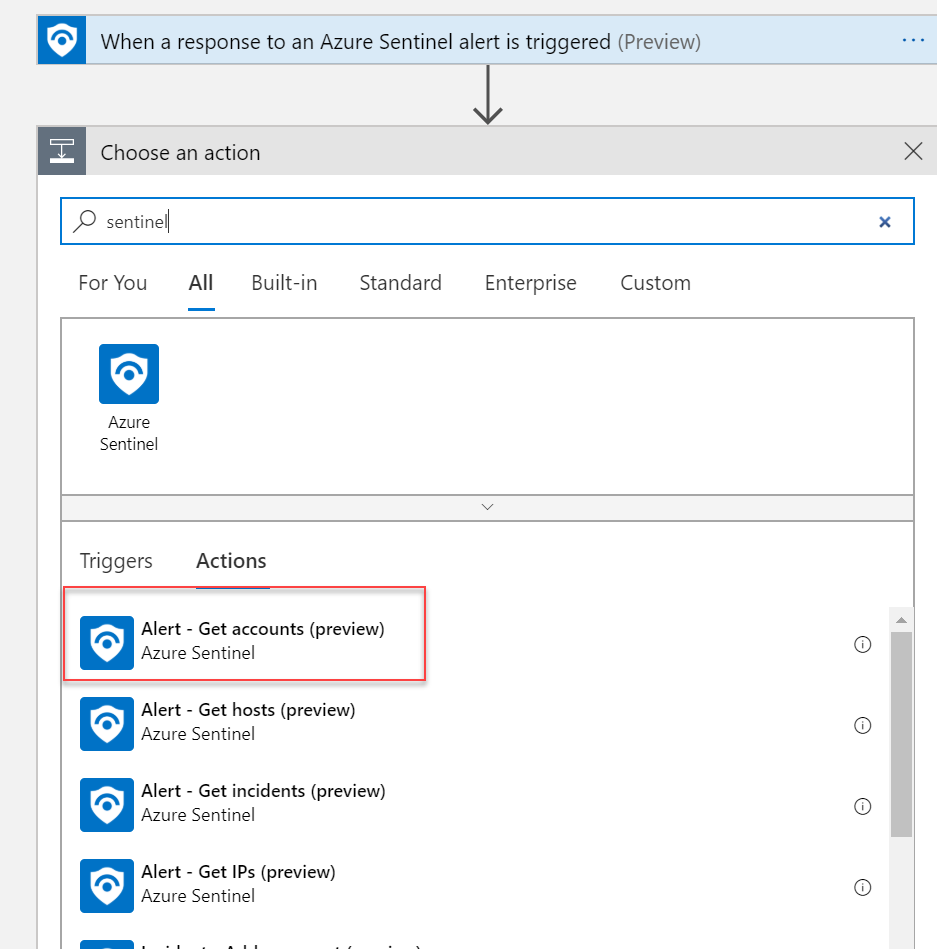 When a response to an Azure Sentinel alert is triggered (Preview)
Choose an action
sentinel
For You All Built-in Standard Enterprise Custom
Azure
Sentinel
Triggers Actions
Alert - Get accounts (preview)
Azure Sentinel
Alert - Get hosts (preview)
Azure Sentinel
Alert - Get incidents (preview)
Azure Sentinel
Alert - Get IPs (preview)
Azure Sentinel